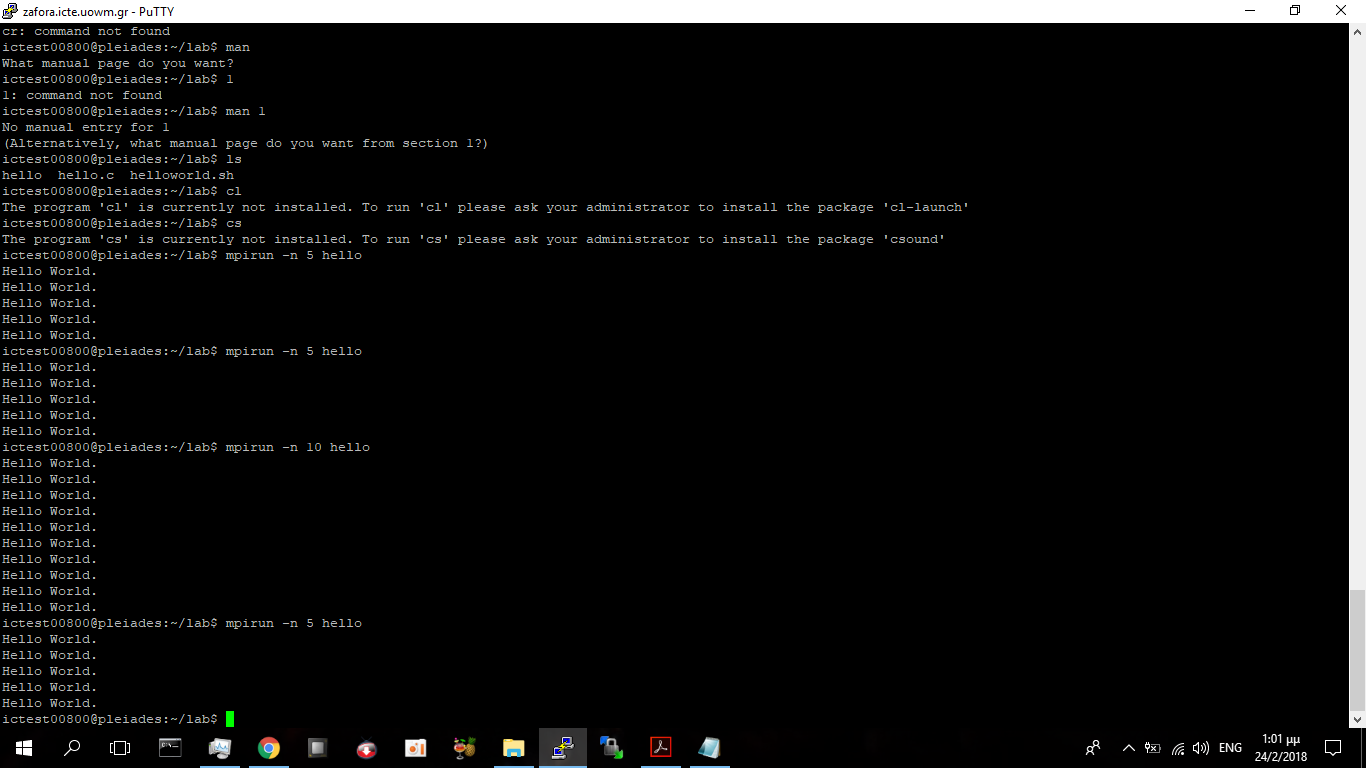 zafora.icte.uowm.gr - PuTTY
cr: command not found
ictest00800@pleiades:~/lab$ man
What manual page do you want?
ictest00800@pleiades:~/lab$ l
l: command not found
ictest00800@pleiades:~/lab$ man l
No manual entry for l
(Alternatively, what manual page do you want from section l?)
ictest00800@pleiades:~/lab$ ls
hello  hello.c  helloworld.sh
ictest00800@pleiades:~/lab$ cl
The program 'cl' is currently not installed. To run 'cl' please ask your administrator to install the package 'cl-launch'
ictest00800@pleiades:~/lab$ cs
The program 'cs' is currently not installed. To run 'cs' please ask your administrator to install the package 'csound'
ictest00800@pleiades:~/lab$ mpirun -n 5 hello
Hello World.
Hello World.
Hello World.
Hello World.
Hello World.
ictest00800@pleiades:~/lab$ mpirun -n 5 hello
Hello World.
Hello World.
Hello World.
Hello World.
Hello World.
ictest00800@pleiades:~/lab$ mpirun -n 10 hello
Hello World.
Hello World.
Hello World.
Hello World.
Hello World.
Hello World.
Hello World.
Hello World.
Hello World.
Hello World.
ictest00800@pleiades:~/lab$ mpirun -n 5 hello
Hello World.
Hello World.
Hello World.
Hello World.
Hello World.
ictest00800@pleiades:~/lab$
ENG
1:01 μμ
24/2/2018